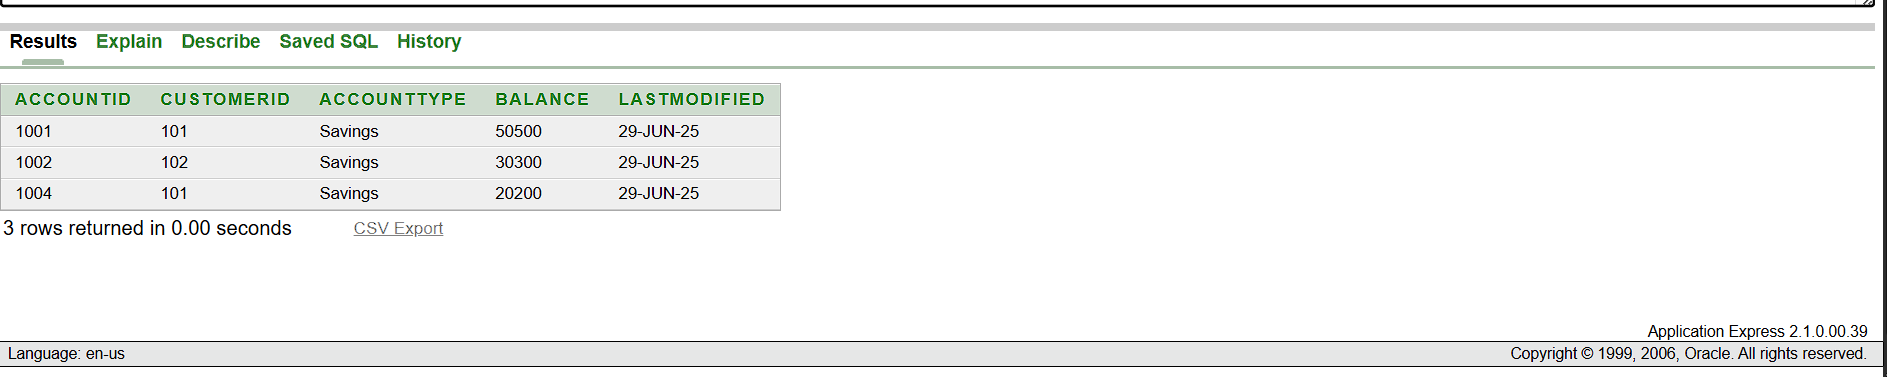 Results Explain Describe Saved SQL History
ACCOUNTID CUSTOMERID ACCOUNTTYPE BALANCE LASTMODIFIED
1001 101 Savings 50500 29-JUN-25
1002 102 Savings 30300 29-JUN-25
1004 101 Savings 20200 29-JUN-25
3 rows returned in 0.00 seconds CSV Export
Application Express 2.1.0.00.39
Language: en-us Copyright © 1999, 2006, Oracle. All rights reserved.